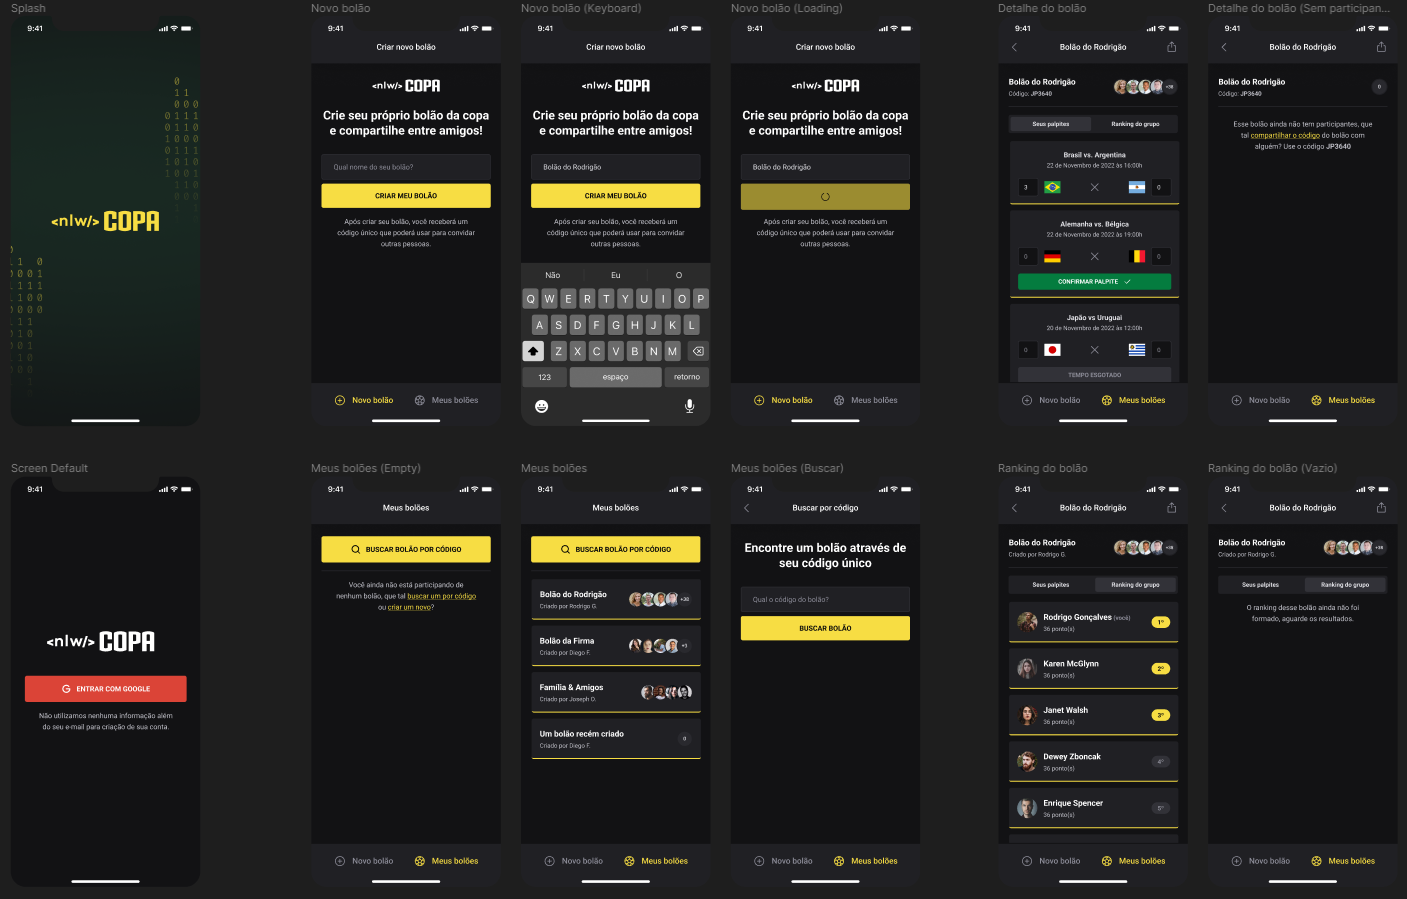 Splash
9:41
<nlw/> COPA
Novo bolão
9:41
Criar novo bolão
<nlw/> COPA
Crie seu próprio bolão da copa
e compartilhe entre amigos!
Qual nome do seu bolão?
CRIAR MEU BOLÃO
Após criar seu bolão, você receberá um
código único que poderá usar para convidar
outras pessoas.
Novo bolão
Meus bolões
Novo bolão (Keyboard)
9:41
Criar novo bolão
<nlw/> COPA
Crie seu próprio bolão da copa
e compartilhe entre amigos!
Bolão do Rodrigão
CRIAR MEU BOLÃO
Após criar seu bolão, você receberá um
código único que poderá usar para convidar
outras pessoas.
Não Eu O
Q W E R T Y U I O P
A S D F G H J K L
Z X C V B N M
123 espaço retorno
Novo bolão (Loading)
9:41
Criar novo bolão
<nlw/> COPA
Crie seu próprio bolão da copa
e compartilhe entre amigos!
Bolão do Rodrigão
Após criar seu bolão, você receberá um
código único que poderá usar para convidar
outras pessoas.
Novo bolão
Meus bolões
Detalhe do bolão
9:41
Bolão do Rodrigão
Bolão do Rodrigão
Código: JP3640
+38
Seus palpites
Ranking do grupo
Brasil vs. Argentina
22 de Novembro de 2022 às 16:00h
3 0
Alemanha vs. Bélgica
22 de Novembro de 2022 às 19:00h
0 0
CONFIRMAR PALPITE
Japão vs Uruguai
20 de Novembro de 2022 às 12:00h
0 0
TEMPO ESGOTADO
Novo bolão
Meus bolões
Detalhe do bolão (Sem participan...
9:41
Bolão do Rodrigão
Bolão do Rodrigão
Código: JP3640
0
Esse bolão ainda não tem participantes, que
tal compartilhar o código do bolão com
alguém? Use o código JP3640
Novo bolão
Meus bolões
Screen Default
9:41
<nlw/> COPA
G ENTRAR COM GOOGLE
Não utilizamos nenhuma informação além
do seu e-mail para criação de sua conta.
Meus bolões (Empty)
9:41
Meus bolões
BUSCAR BOLÃO POR CÓDIGO
Você ainda não está participando de
nenhum bolão, que tal buscar um por código
ou criar um novo?
Novo bolão
Meus bolões
Meus bolões
9:41
Meus bolões
BUSCAR BOLÃO POR CÓDIGO
Bolão do Rodrigão
Criado por Rodrigo G.
+38
Bolão da Firma
Criado por Diego F.
Família & Amigos
Criado por Joseph O.
Um bolão recém criado
Criado por Diego F.
0
Novo bolão
Meus bolões
Meus bolões (Buscar)
9:41
Buscar por código
Encontre um bolão através de
seu código único
Qual o código do bolão?
BUSCAR BOLÃO
Novo bolão
Meus bolões
Ranking do bolão
9:41
Bolão do Rodrigão
Bolão do Rodrigão
Criado por Rodrigo G.
+38
Seus palpites
Ranking do grupo
Rodrigo Gonçalves (você)
36 ponto(s)
1º
Karen McGlynn
36 ponto(s)
2º
Janet Walsh
36 ponto(s)
3º
Dewey Zboncak
36 ponto(s)
4º
Enrique Spencer
36 ponto(s)
5º
Novo bolão
Meus bolões
Ranking do bolão (Vazio)
9:41
Bolão do Rodrigão
Bolão do Rodrigão
Criado por Rodrigo G.
+38
Seus palpites
Ranking do grupo
O ranking desse bolão ainda não foi
formado, aguarde os resultados.
Novo bolão
Meus bolões